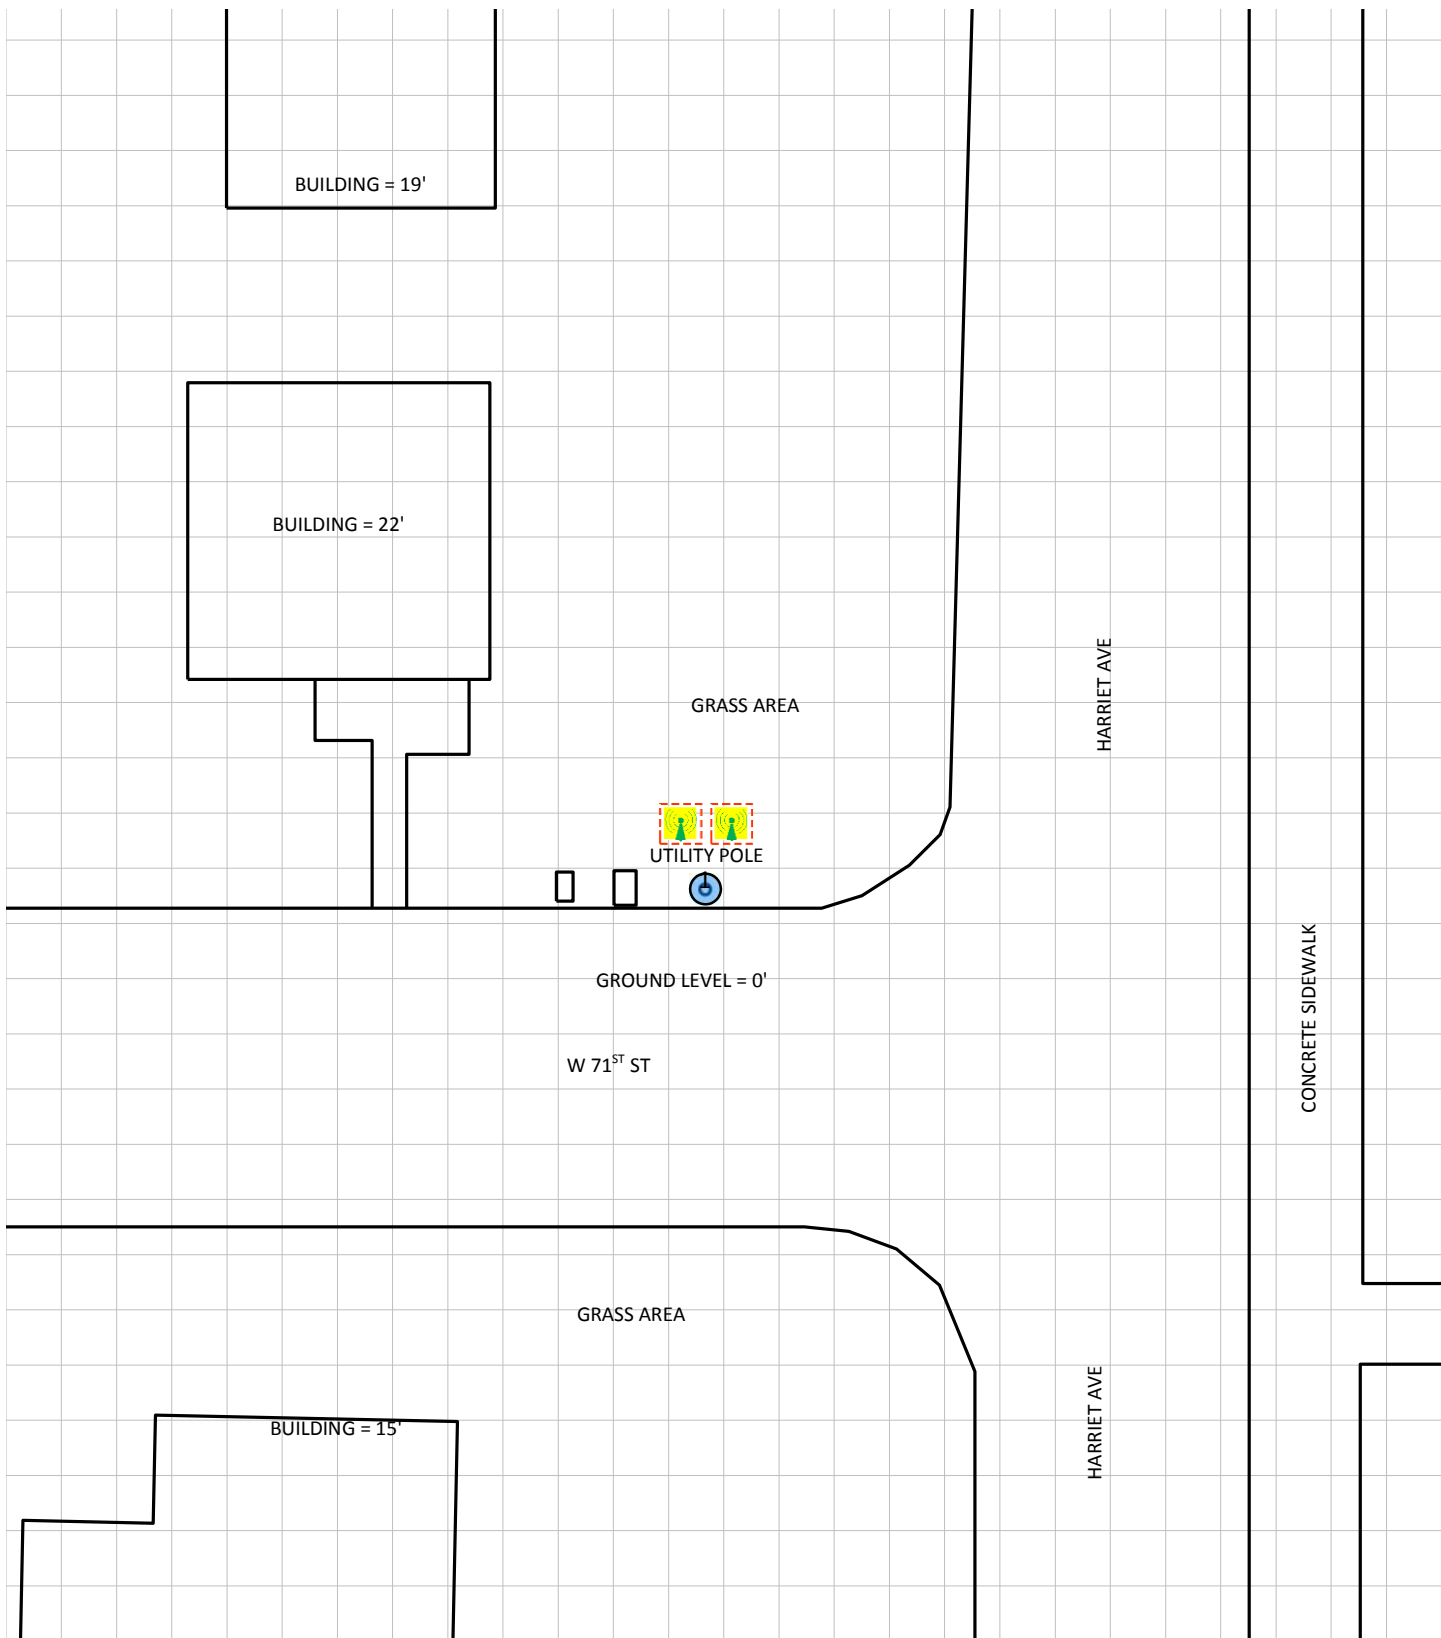 BUILDING = 19'
BUILDING = 22'
HARRIET AVE
GRASS AREA
UTILITY POLE
GROUND LEVEL = 0'
CONCRETE SIDEWALK
W 71ST ST
GRASS AREA
HARRIET AVE
BUILDING = 15'